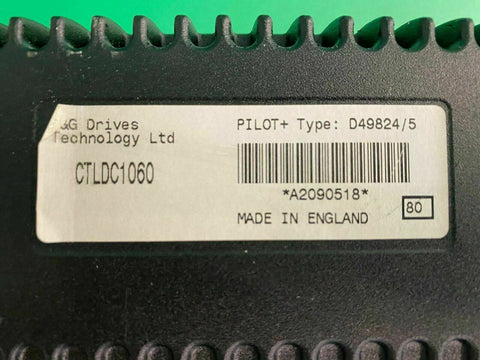 &G Drives
Technology Ltd
CTLDC1060
PILOT+ Type: D49824/5
*A2090518*
MADE IN ENGLAND
80